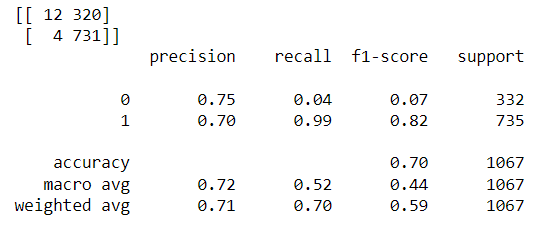 [[ 12 320]
[ 4 731]]
precision recall f1-score support
0 0.75 0.04 0.07 332
1 0.70 0.99 0.82 735
accuracy 0.70 1067
macro avg 0.72 0.52 0.44 1067
weighted avg 0.71 0.70 0.59 1067